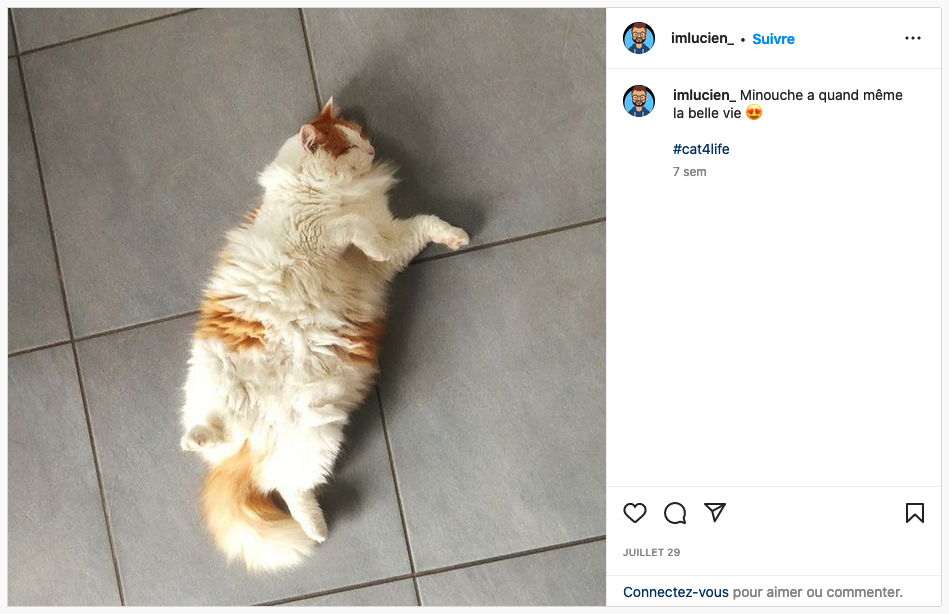 imlucien_ • Suivre
imlucien_ Minouche a quand même
la belle vie 😍
#cat4life
7 sem
JUILLET 29
Connectez-vous pour aimer ou commenter.